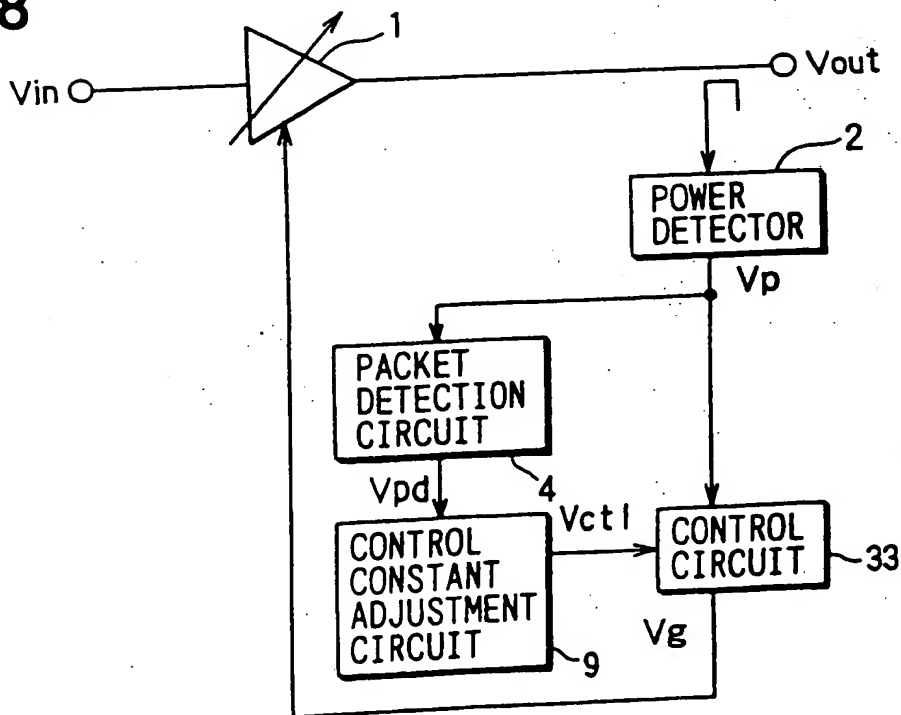 8
1
Vin
Vout
2
POWER
DETECTOR
Vp
PACKET
DETECTION
CIRCUIT
4
Vpd
Vctl
CONTROL
CONSTANT
ADJUSTMENT
CIRCUIT
9
CONTROL
CIRCUIT
33
Vg